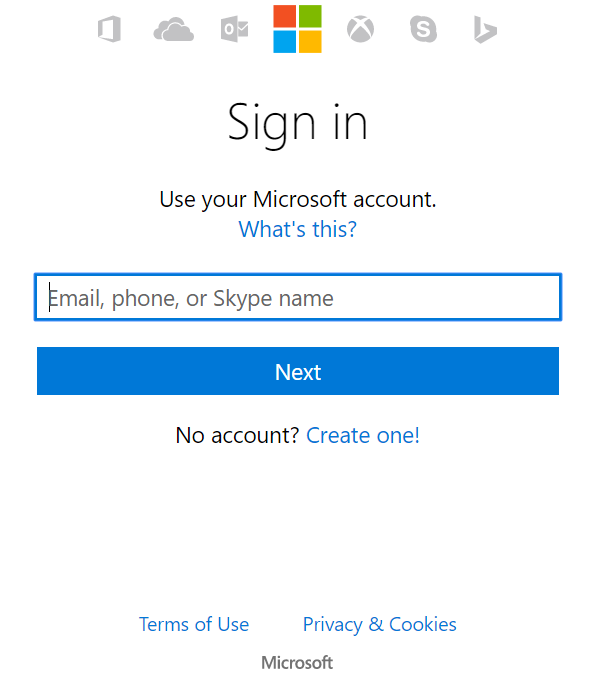 Sign in
Use your Microsoft account.
What's this?
Email, phone, or Skype name
Next
No account? Create one!
Terms of Use Privacy & Cookies
Microsoft